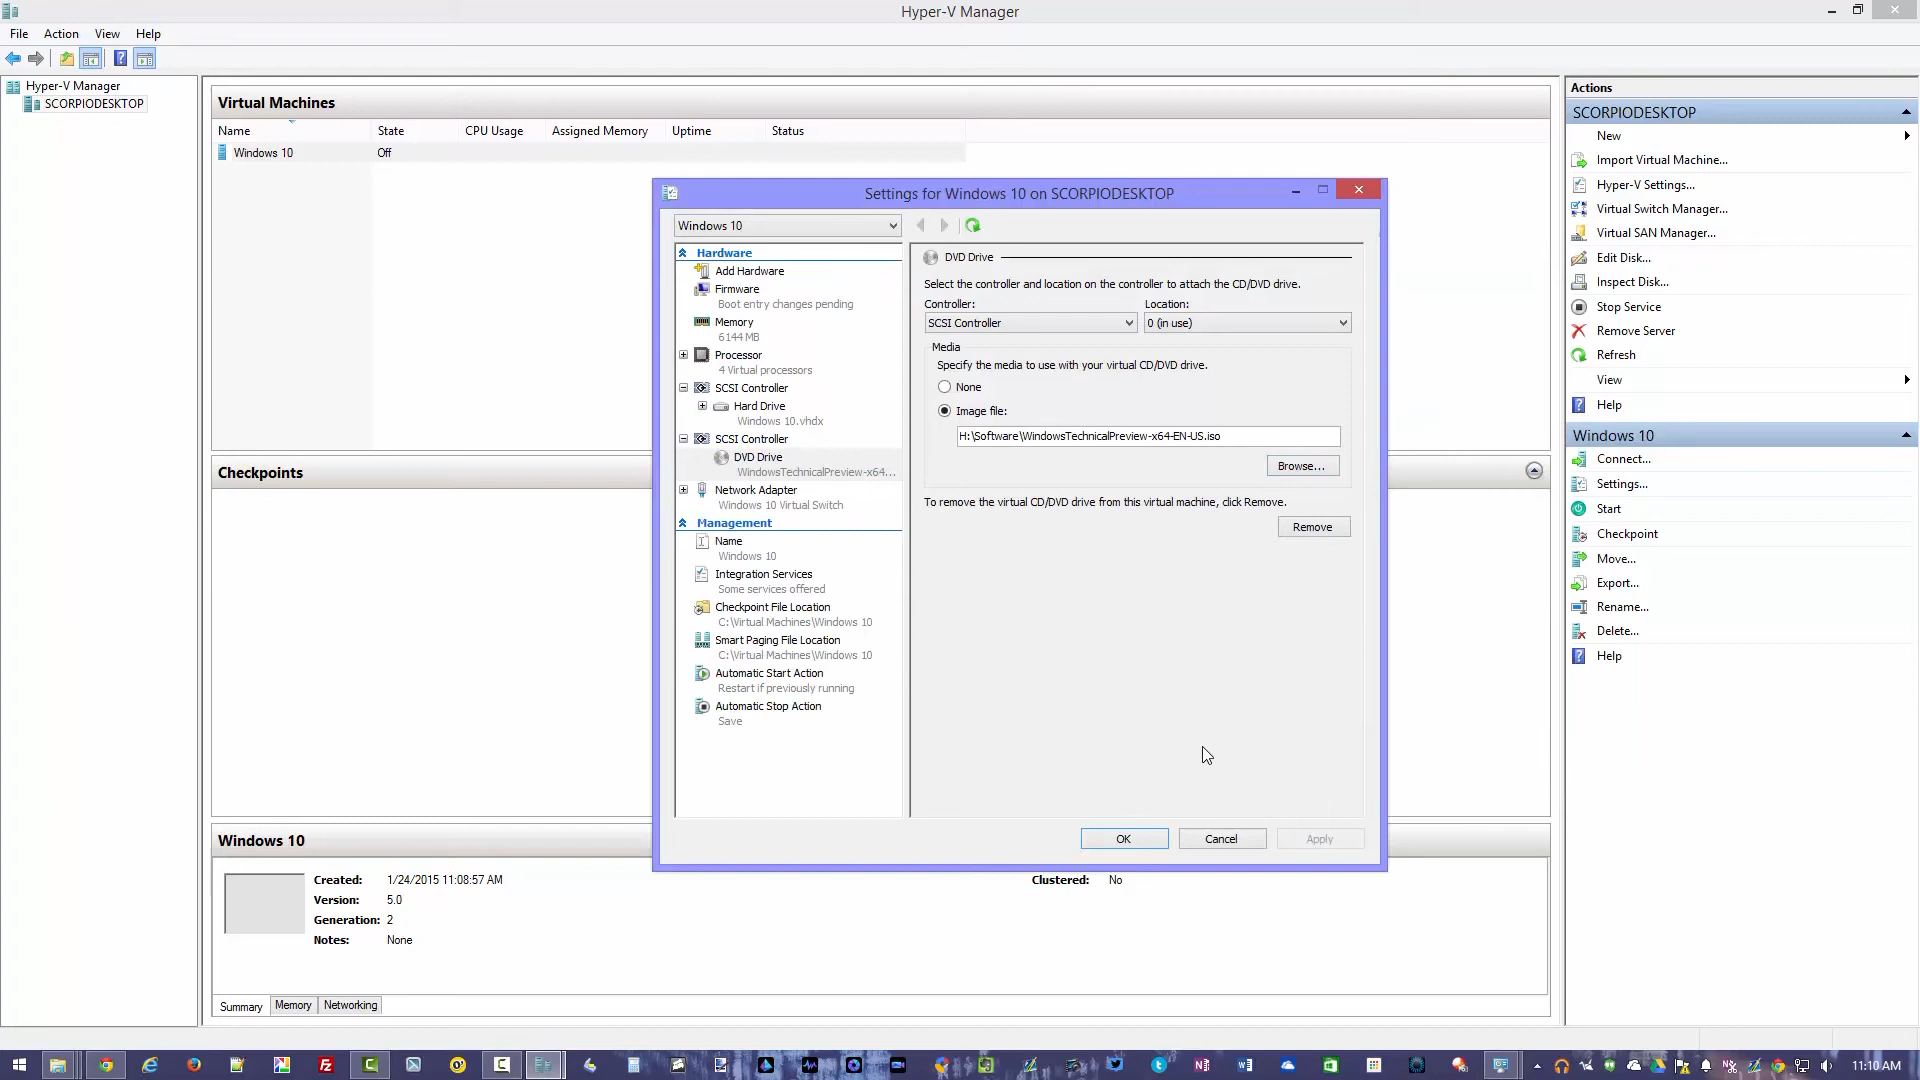 Hyper-V Manager
File Action View Help
Hyper-V Manager
SCORPIODESKTOP
Virtual Machines
Name State CPU Usage Assigned Memory Uptime Status
Windows 10 Off
Checkpoints
Windows 10
Created: 1/24/2015 11:08:57 AM
Version: 5.0
Generation: 2
Notes: None
Clustered: No
Summary Memory Networking
Settings for Windows 10 on SCORPIODESKTOP
Windows 10
Hardware
Add Hardware
Firmware
Boot entry changes pending
Memory
6144 MB
Processor
4 Virtual processors
SCSI Controller
Hard Drive
Windows 10.vhdx
SCSI Controller
DVD Drive
WindowsTechnicalPreview-x64...
Network Adapter
Windows 10 Virtual Switch
Management
Name
Windows 10
Integration Services
Some services offered
Checkpoint File Location
C:\Virtual Machines\Windows 10
Smart Paging File Location
C:\Virtual Machines\Windows 10
Automatic Start Action
Restart if previously running
Automatic Stop Action
Save
DVD Drive
Select the controller and location on the controller to attach the CD/DVD drive.
Controller: Location:
SCSI Controller 0 (in use)
Media
Specify the media to use with your virtual CD/DVD drive.
None
Image file:
H:\Software\WindowsTechnicalPreview-x64-EN-US.iso
Browse...
To remove the virtual CD/DVD drive from this virtual machine, click Remove.
Remove
OK Cancel Apply
Actions
SCORPIODESKTOP
New
Import Virtual Machine...
Hyper-V Settings...
Virtual Switch Manager...
Virtual SAN Manager...
Edit Disk...
Inspect Disk...
Stop Service
Remove Server
Refresh
View
Help
Windows 10
Connect...
Settings...
Start
Checkpoint
Move...
Export...
Rename...
Delete...
Help
11:10 AM